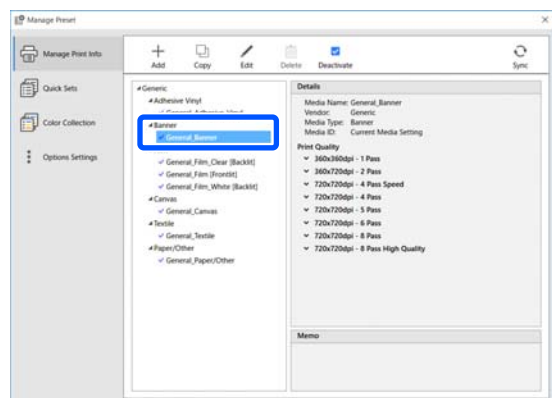 Manage Preset
Manage Print Info
Quick Sets
Color Collection
Options Settings
Add Copy Edit Delete Deactivate Sync
Generic
Adhesive Vinyl
General_Adhesive Vinyl
Banner
General_Banner
General_Film_Clear [Backlit]
General_Film [Frontlit]
General_Film_White [Backlit]
Canvas
General_Canvas
Textile
General_Textile
Paper/Other
General_Paper/Other
Details
Media Name: General_Banner
Vendor: Generic
Media Type: Banner
Media ID: Current Media Setting
Print Quality
360x360dpi - 1 Pass
360x720dpi - 2 Pass
720x720dpi - 4 Pass Speed
720x720dpi - 4 Pass
720x720dpi - 5 Pass
720x720dpi - 6 Pass
720x720dpi - 8 Pass
720x720dpi - 8 Pass High Quality
Memo